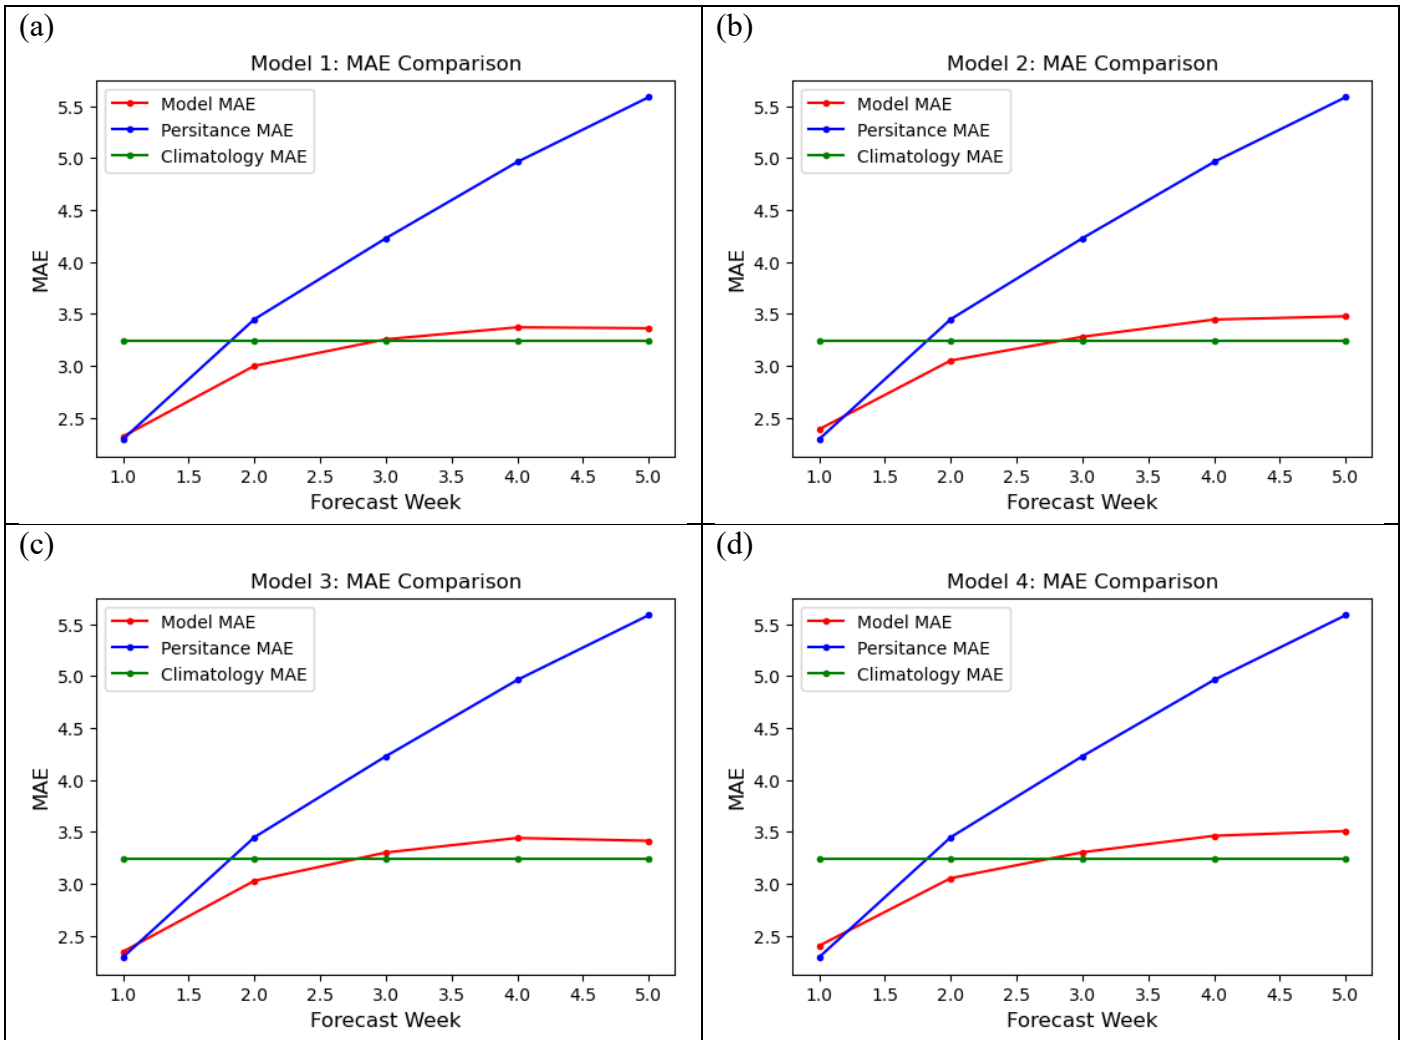 (a)
Model 1: MAE Comparison
Model MAE
Persitance MAE
Climatology MAE
5.5
5.0
4.5
4.0
3.5
3.0
2.5
MAE
1.0 1.5 2.0 2.5 3.0 3.5 4.0 4.5 5.0
Forecast Week
(b)
Model 2: MAE Comparison
Model MAE
Persitance MAE
Climatology MAE
5.5
5.0
4.5
4.0
3.5
3.0
2.5
MAE
1.0 1.5 2.0 2.5 3.0 3.5 4.0 4.5 5.0
Forecast Week
(c)
Model 3: MAE Comparison
Model MAE
Persitance MAE
Climatology MAE
5.5
5.0
4.5
4.0
3.5
3.0
2.5
MAE
1.0 1.5 2.0 2.5 3.0 3.5 4.0 4.5 5.0
Forecast Week
(d)
Model 4: MAE Comparison
Model MAE
Persitance MAE
Climatology MAE
5.5
5.0
4.5
4.0
3.5
3.0
2.5
MAE
1.0 1.5 2.0 2.5 3.0 3.5 4.0 4.5 5.0
Forecast Week